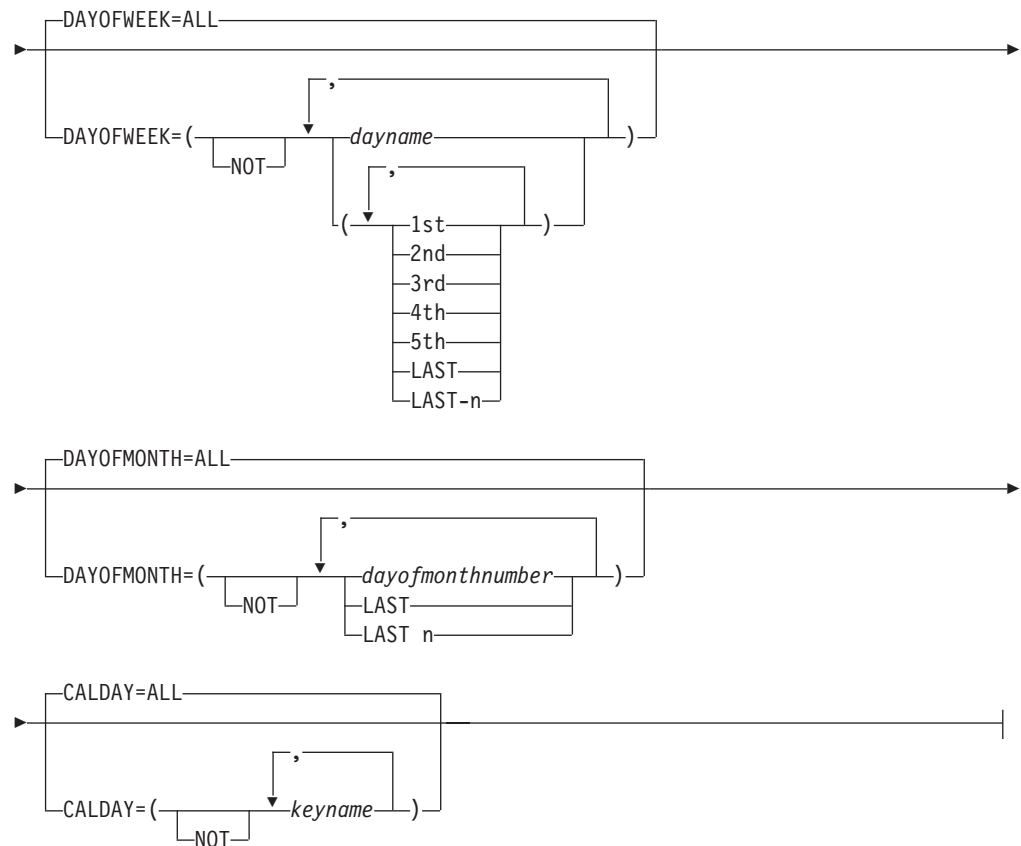 DAYOFWEEK=ALL
,
DAYOFWEEK=( dayname )
NOT
,
( 1st )
2nd
3rd
4th
5th
LAST
LAST-n
DAYOFMONTH=ALL
,
DAYOFMONTH=( dayofmonthnumber )
NOT LAST
LAST n
CALDAY=ALL
,
CALDAY=( keyname )
NOT